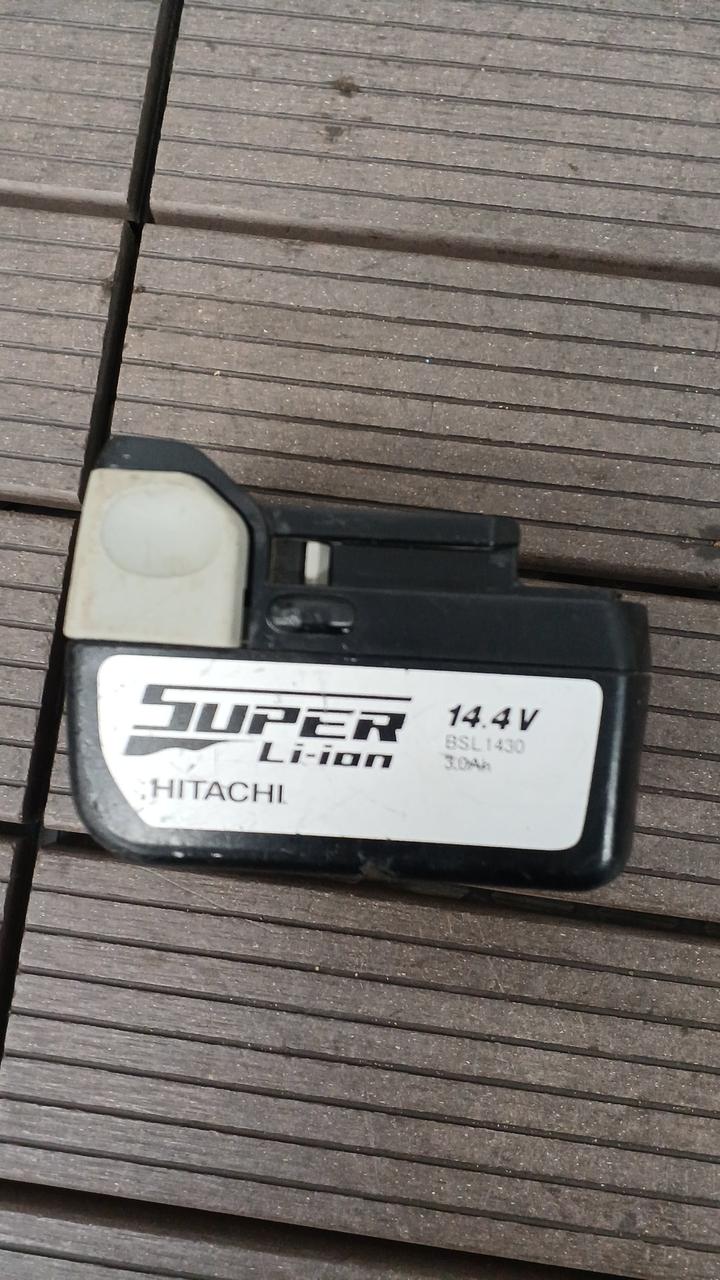 SUPER
Li-ion
HITACHI
14.4V
BSL1430
3.0Ah